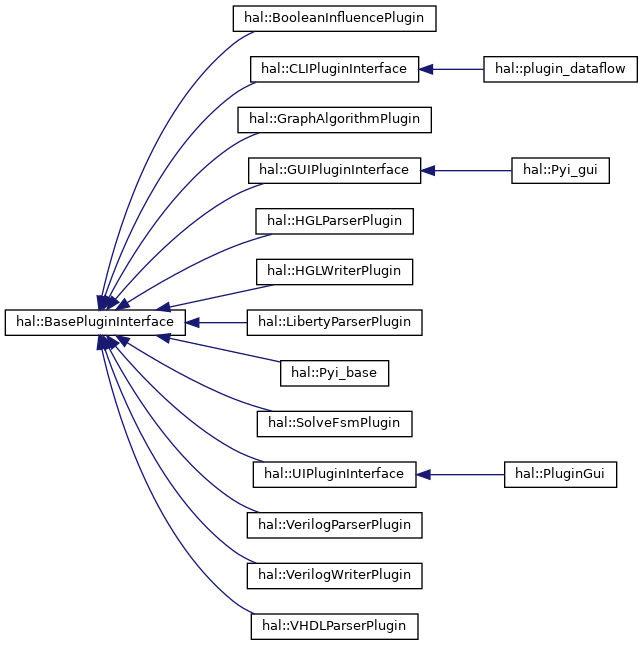 hal::BooleanInfluencePlugin
hal::CLIPluginInterface
hal::plugin_dataflow
hal::GraphAlgorithmPlugin
hal::GUIPluginInterface
hal::Pyi_gui
hal::HGLParserPlugin
hal::HGLWriterPlugin
hal::BasePluginInterface
hal::LibertyParserPlugin
hal::Pyi_base
hal::SolveFsmPlugin
hal::UIPluginInterface
hal::PluginGui
hal::VerilogParserPlugin
hal::VerilogWriterPlugin
hal::VHDLParserPlugin